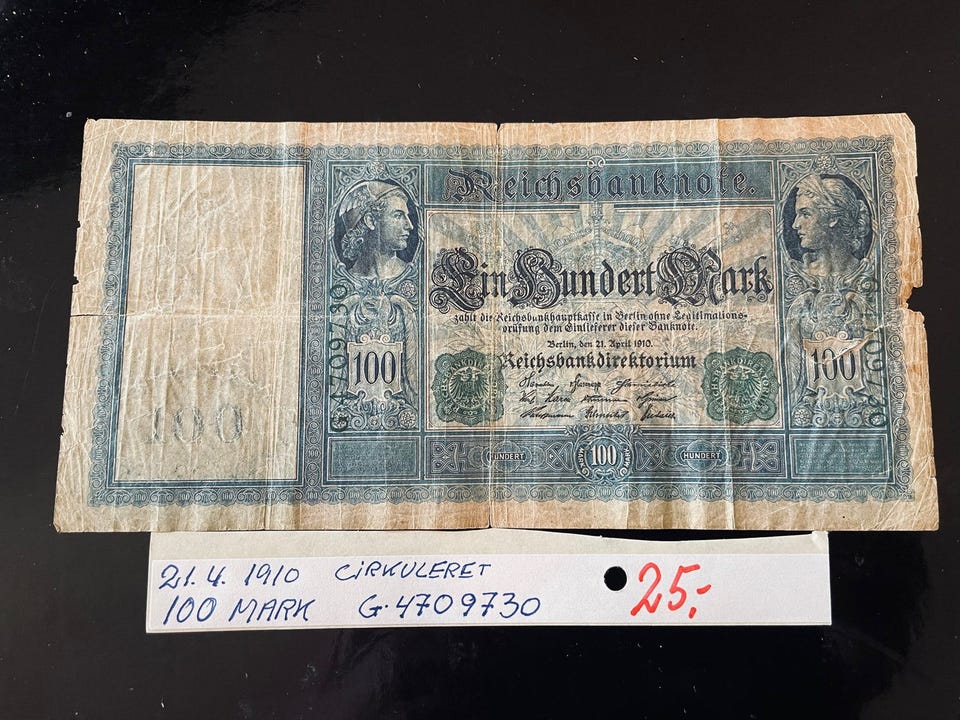 Reichsbanknote.
Ein Hundert Mark
zahlt die Reichsbankhauptkasse in Berlin ohne Legitimations-
prüfung dem Einlieferer dieser Banknote.
Berlin, den 21. April 1910.
Reichsbankdirektorium
G·4709730
100
100
100
HUNDERT
100
HUNDERT
21.4.1910 CIRKULERET
100 MARK G.4709730
25,-